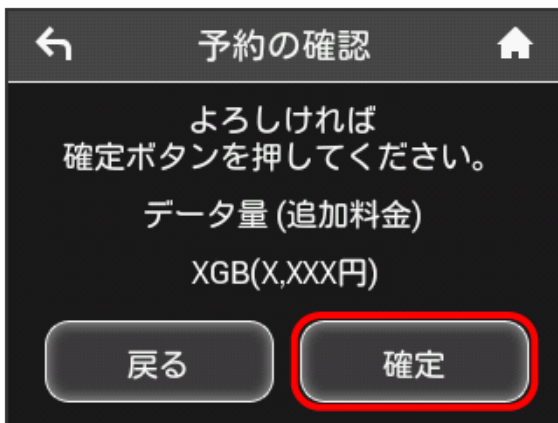 予約の確認
よろしければ
確定ボタンを押してください。
データ量 (追加料金)
XGB(X,XXX円)
戻る
確定